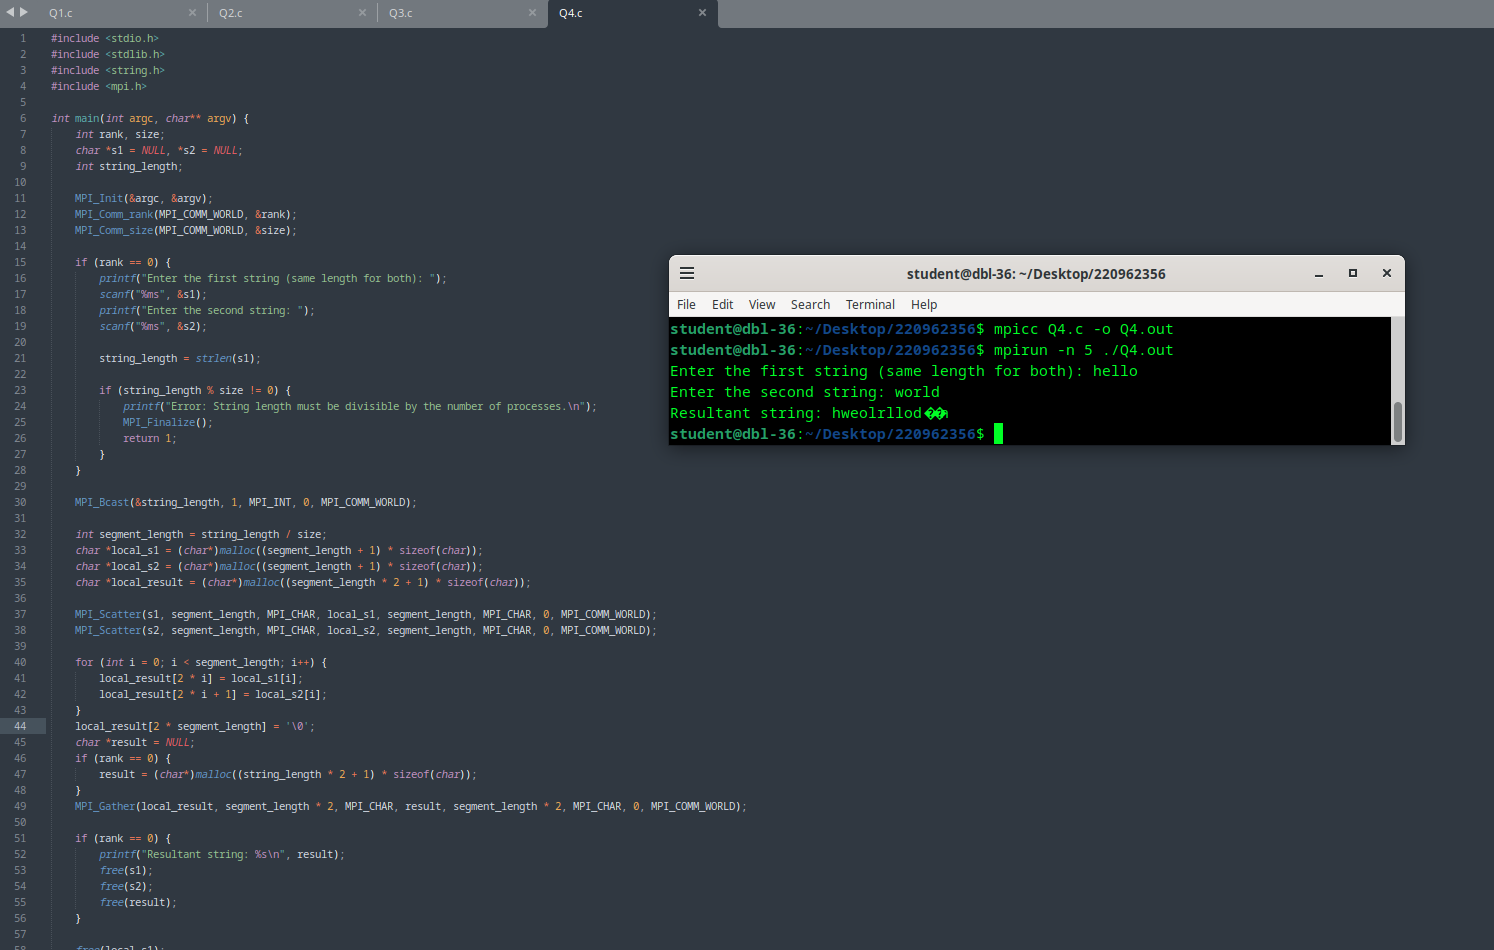 Q1.c × Q2.c × Q3.c × Q4.c ×
1 #include <stdio.h>
2 #include <stdlib.h>
3 #include <string.h>
4 #include <mpi.h>
5
6 int main(int argc, char** argv) {
7 int rank, size;
8 char *s1 = NULL, *s2 = NULL;
9 int string_length;
10
11 MPI_Init(&argc, &argv);
12 MPI_Comm_rank(MPI_COMM_WORLD, &rank);
13 MPI_Comm_size(MPI_COMM_WORLD, &size);
14
15 if (rank == 0) {
16 printf("Enter the first string (same length for both): ");
17 scanf("%ms", &s1);
18 printf("Enter the second string: ");
19 scanf("%ms", &s2);
20
21 string_length = strlen(s1);
22
23 if (string_length % size != 0) {
24 printf("Error: String length must be divisible by the number of processes.\n");
25 MPI_Finalize();
26 return 1;
27 }
28 }
29
30 MPI_Bcast(&string_length, 1, MPI_INT, 0, MPI_COMM_WORLD);
31
32 int segment_length = string_length / size;
33 char *local_s1 = (char*)malloc((segment_length + 1) * sizeof(char));
34 char *local_s2 = (char*)malloc((segment_length + 1) * sizeof(char));
35 char *local_result = (char*)malloc((segment_length * 2 + 1) * sizeof(char));
36
37 MPI_Scatter(s1, segment_length, MPI_CHAR, local_s1, segment_length, MPI_CHAR, 0, MPI_COMM_WORLD);
38 MPI_Scatter(s2, segment_length, MPI_CHAR, local_s2, segment_length, MPI_CHAR, 0, MPI_COMM_WORLD);
39
40 for (int i = 0; i < segment_length; i++) {
41 local_result[2 * i] = local_s1[i];
42 local_result[2 * i + 1] = local_s2[i];
43 }
44 local_result[2 * segment_length] = '\0';
45 char *result = NULL;
46 if (rank == 0) {
47 result = (char*)malloc((string_length * 2 + 1) * sizeof(char));
48 }
49 MPI_Gather(local_result, segment_length * 2, MPI_CHAR, result, segment_length * 2, MPI_CHAR, 0, MPI_COMM_WORLD);
50
51 if (rank == 0) {
52 printf("Resultant string: %s\n", result);
53 free(s1);
54 free(s2);
55 free(result);
56 }
57
58 free(local_s1);
student@dbl-36: ~/Desktop/220962356
File Edit View Search Terminal Help
student@dbl-36:~/Desktop/220962356$ mpicc Q4.c -o Q4.out
student@dbl-36:~/Desktop/220962356$ mpirun -n 5 ./Q4.out
Enter the first string (same length for both): hello
Enter the second string: world
Resultant string: hweolrllod
student@dbl-36:~/Desktop/220962356$